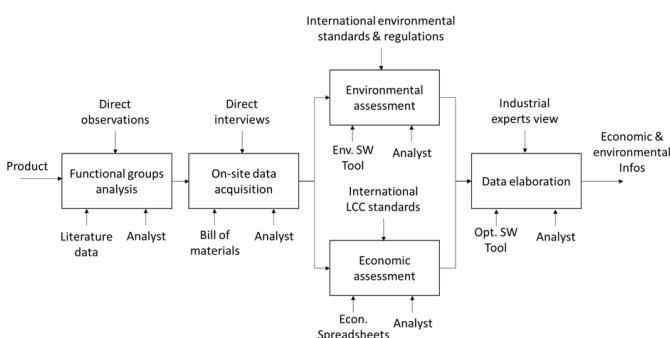 International environmental
standards & regulations
Direct
observations
Direct
interviews
Environmental
assessment
Industrial
experts view
Economic &
environmental
Infos
Product
Functional groups
analysis
On-site data
acquisition
Env. SW
Tool
Analyst
Data elaboration
International
LCC standards
Literature
data
Analyst
Bill of
materials
Analyst
Opt. SW
Tool
Analyst
Economic
assessment
Econ.
Spreadsheets
Analyst